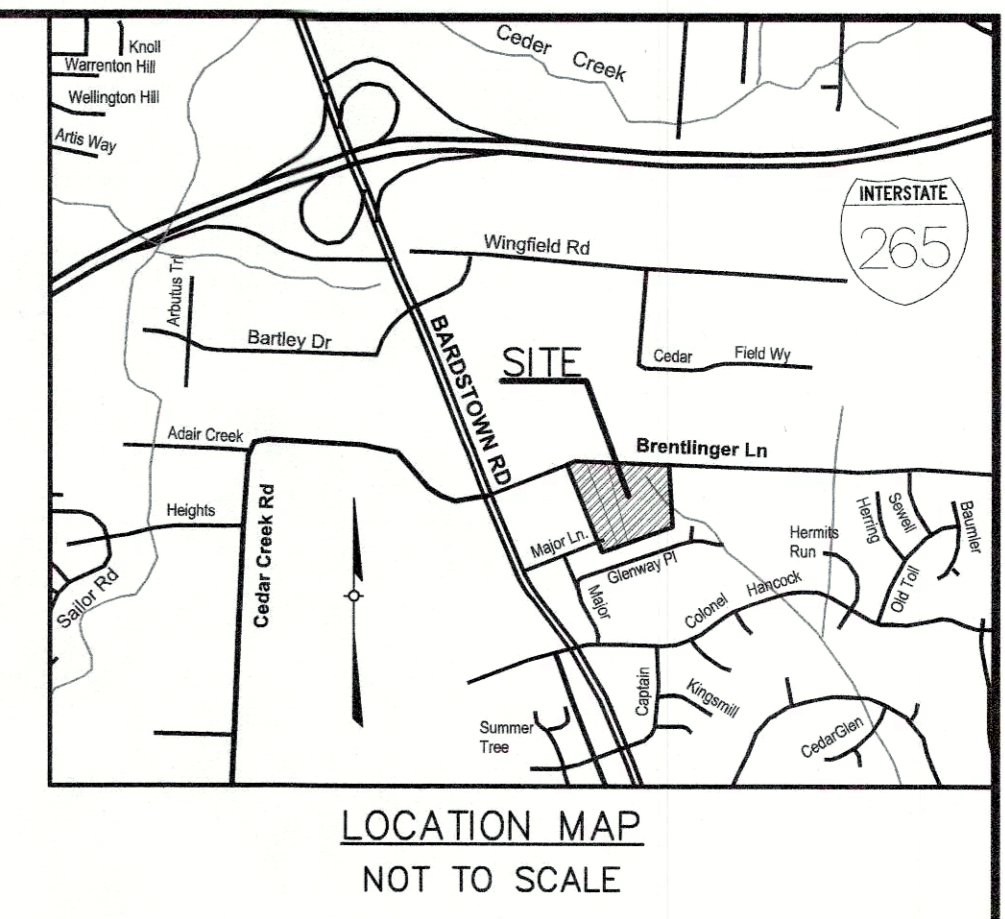 Knoll
Warrenton Hill
Wellington Hill
Artis Way
Ceder Creek
INTERSTATE
265
Wingfield Rd
Arbutus Trl
Bartley Dr
BARDSTOWN RD
SITE
Cedar Field Wy
Adair Creek
Brentlinger Ln
Heights
Cedar Creek Rd
Sailor Rd
Major Ln.
Glenway Pl
Major
Hermits
Run
Herring
Sewell
Baumler
Old Toll
Colonel Hancock
Captain
Kingsmill
Summer
Tree
CedarGlen
LOCATION MAP
NOT TO SCALE